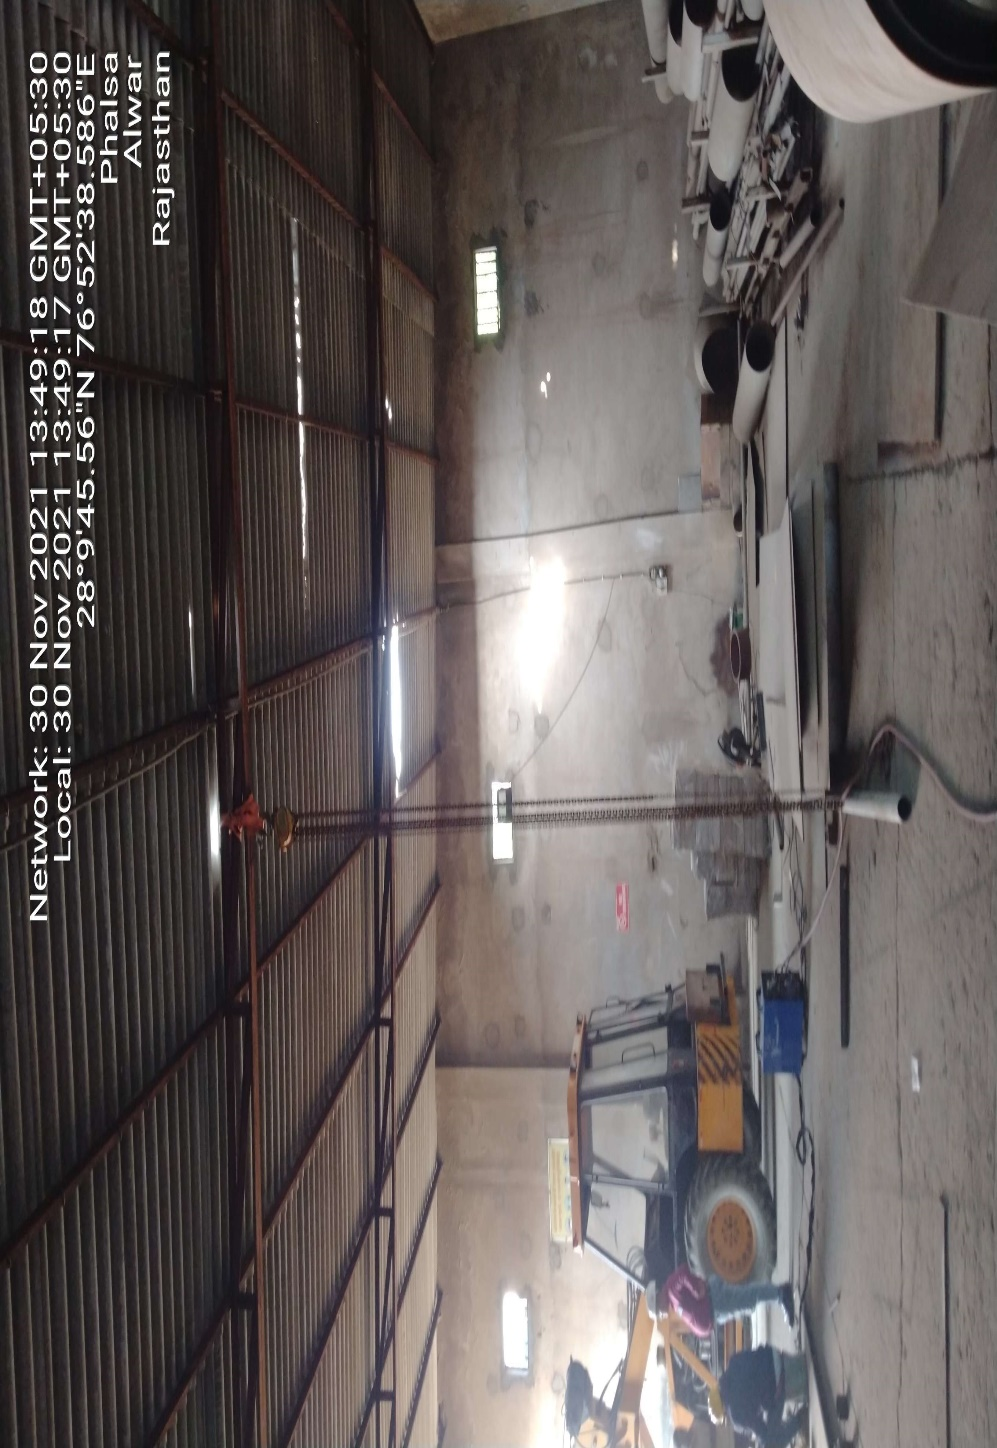 Network: 30 Nov 2021 13:49:18 GMT+05:30
Local: 30 Nov 2021 13:49:17 GMT+05:30
28°9'45.56"N 76°52'38.586"E
Phalsa
Alwar
Rajasthan